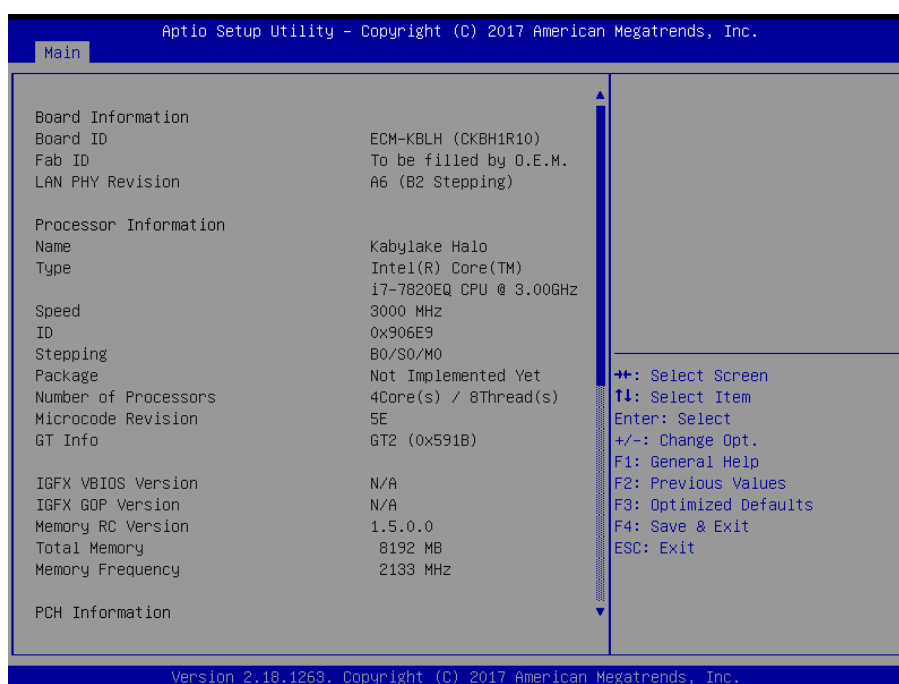 Aptio Setup Utility – Copyright (C) 2017 American Megatrends, Inc.
Main
Board Information
Board ID ECM-KBLH (CKBH1R10)
Fab ID To be filled by O.E.M.
LAN PHY Revision A6 (B2 Stepping)
Processor Information
Name Kabylake Halo
Type Intel(R) Core(TM)
i7-7820EQ CPU @ 3.00GHz
Speed 3000 MHz
ID 0x906E9
Stepping B0/S0/M0
Package Not Implemented Yet
Number of Processors 4Core(s) / 8Thread(s)
Microcode Revision 5E
GT Info GT2 (0x591B)
IGFX VBIOS Version N/A
IGFX GOP Version N/A
Memory RC Version 1.5.0.0
Total Memory 8192 MB
Memory Frequency 2133 MHz
PCH Information
→←: Select Screen
↑↓: Select Item
Enter: Select
+/-: Change Opt.
F1: General Help
F2: Previous Values
F3: Optimized Defaults
F4: Save & Exit
ESC: Exit
Version 2.18.1263. Copyright (C) 2017 American Megatrends, Inc.